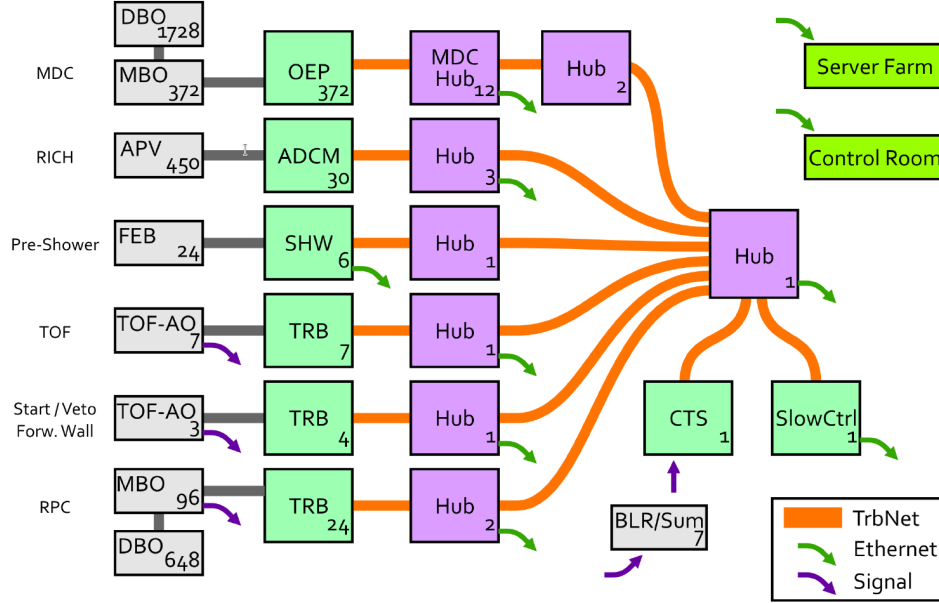 DBO
1728
MDC
MBO
372
OEP
372
MDC
Hub
12
Hub
2
Server Farm
RICH
APV
450
ADCM
30
Hub
3
Control Room
Pre-Shower
FEB
24
SHW
6
Hub
1
Hub
1
TOF
TOF-AO
7
TRB
7
Hub
1
Start / Veto
Forw. Wall
TOF-AO
3
TRB
4
Hub
1
CTS
1
SlowCtrl
1
RPC
MBO
96
TRB
24
Hub
2
DBO
648
BLR/Sum
7
TrbNet
Ethernet
Signal